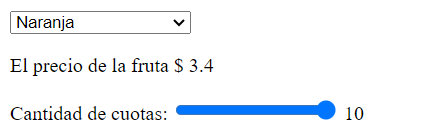 Naranja
El precio de la fruta $ 3.4
Cantidad de cuotas: 10